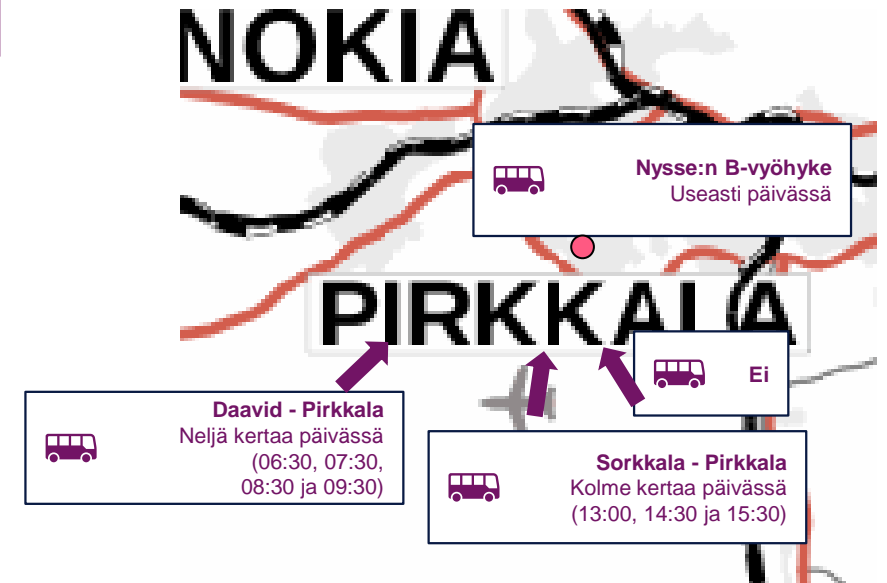 NOKIA
Nysse:n B-vyöhyke
Useasti päivässä
PIRKKALA
Ei
Daavid - Pirkkala
Neljä kertaa päivässä
(06:30, 07:30,
08:30 ja 09:30)
Sorkkala - Pirkkala
Kolme kertaa päivässä
(13:00, 14:30 ja 15:30)